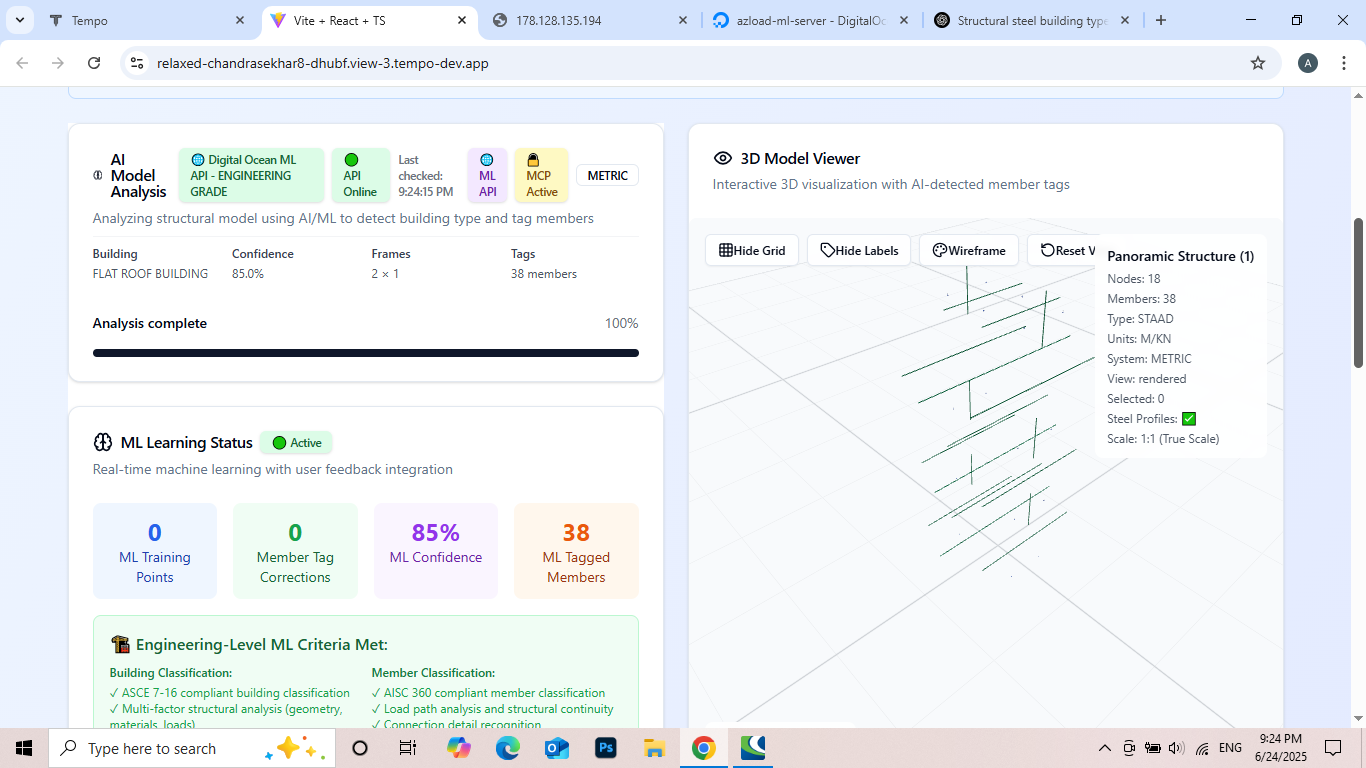 Tempo
Vite + React + TS
178.128.135.194
azload-ml-server - DigitalOc
Structural steel building type
relaxed-chandrasekhar8-dhubf.view-3.tempo-dev.app
A
AI Model Analysis
Digital Ocean ML API - ENGINEERING GRADE
API Online
Last checked: 9:24:15 PM
ML API
MCP Active
METRIC
Analyzing structural model using AI/ML to detect building type and tag members
Building Confidence Frames Tags
FLAT ROOF BUILDING 85.0% 2 × 1 38 members
Analysis complete 100%
ML Learning Status Active
Real-time machine learning with user feedback integration
0
ML Training Points
0
Member Tag Corrections
85%
ML Confidence
38
ML Tagged Members
Engineering-Level ML Criteria Met:
Building Classification:
✓ ASCE 7-16 compliant building classification
✓ Multi-factor structural analysis (geometry,
materials, loads)
Member Classification:
✓ AISC 360 compliant member classification
✓ Load path analysis and structural continuity
✓ Connection detail recognition
3D Model Viewer
Interactive 3D visualization with AI-detected member tags
Hide Grid
Hide Labels
Wireframe
Reset V
Panoramic Structure (1)
Nodes: 18
Members: 38
Type: STAAD
Units: M/KN
System: METRIC
View: rendered
Selected: 0
Steel Profiles: ✅
Scale: 1:1 (True Scale)
Type here to search
Ps
ENG
9:24 PM
6/24/2025